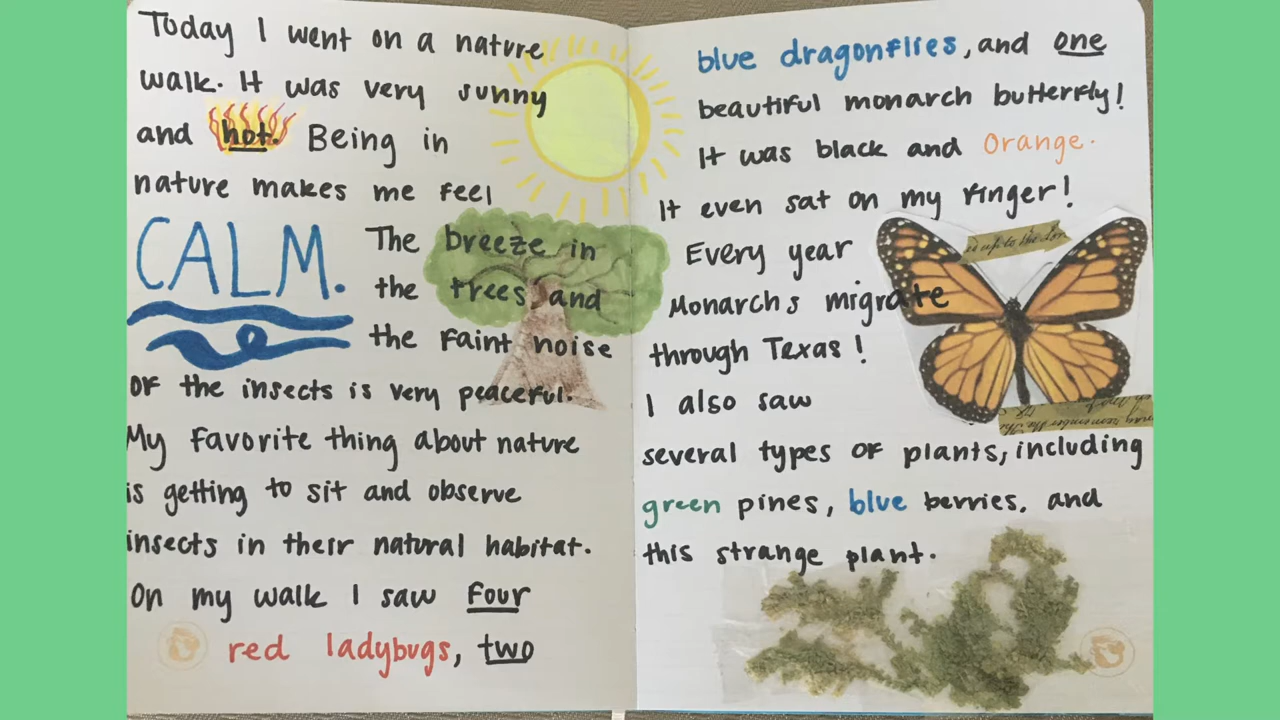 Today I went on a nature
walk. It was very sunny
and hot. Being in
nature makes me feel
CALM. The breeze in
the trees and
the faint noise
of the insects is very peaceful.
My favorite thing about nature
is getting to sit and observe
insects in their natural habitat.
On my walk I saw four
red ladybugs, two
blue dragonflies, and one
beautiful monarch butterfly!
It was black and Orange.
It even sat on my finger!
Every year
Monarchs migrate
through Texas!
I also saw
several types of plants, including
green pines, blue berries, and
this strange plant.